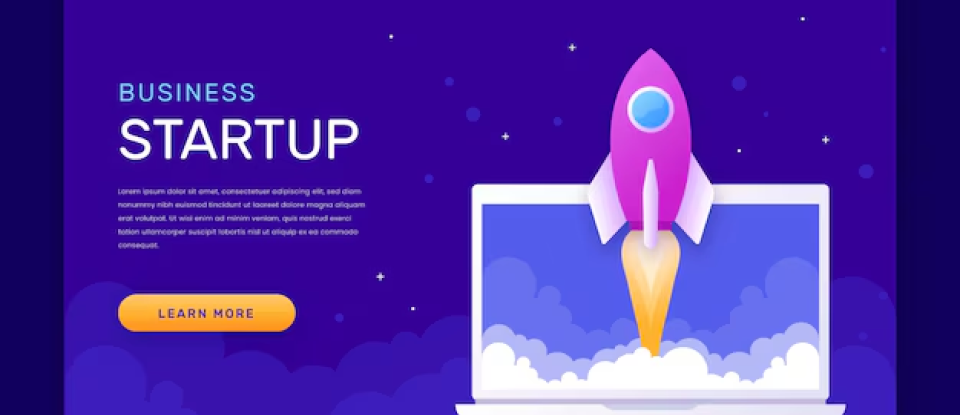 BUSINESS
STARTUP
Lorem ipsum dolor sit amet, consectetuer adipiscing elit, sed diam
nonummy nibh euismod tincidunt ut laoreet dolore magna aliquam
erat volutpat. Ut wisi enim ad minim veniam, quis nostrud exerci
tation ullamcorper suscipit lobortis nisl ut aliquip ex ea commodo
consequat.
LEARN MORE